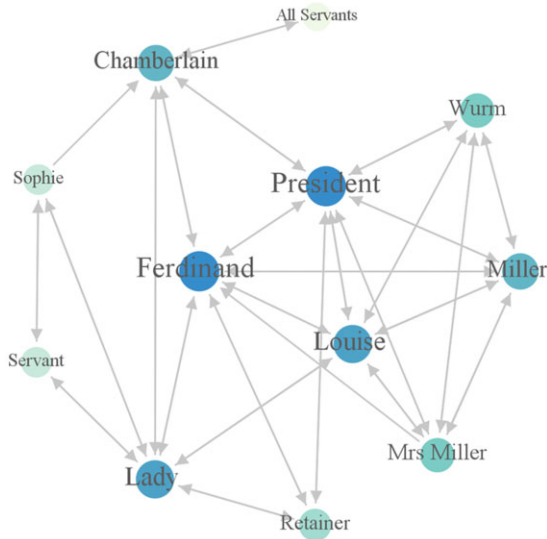 All Servants
Chamberlain
Wurm
Sophie
President
Ferdinand
Miller
Louise
Servant
Mrs Miller
Lady
Retainer